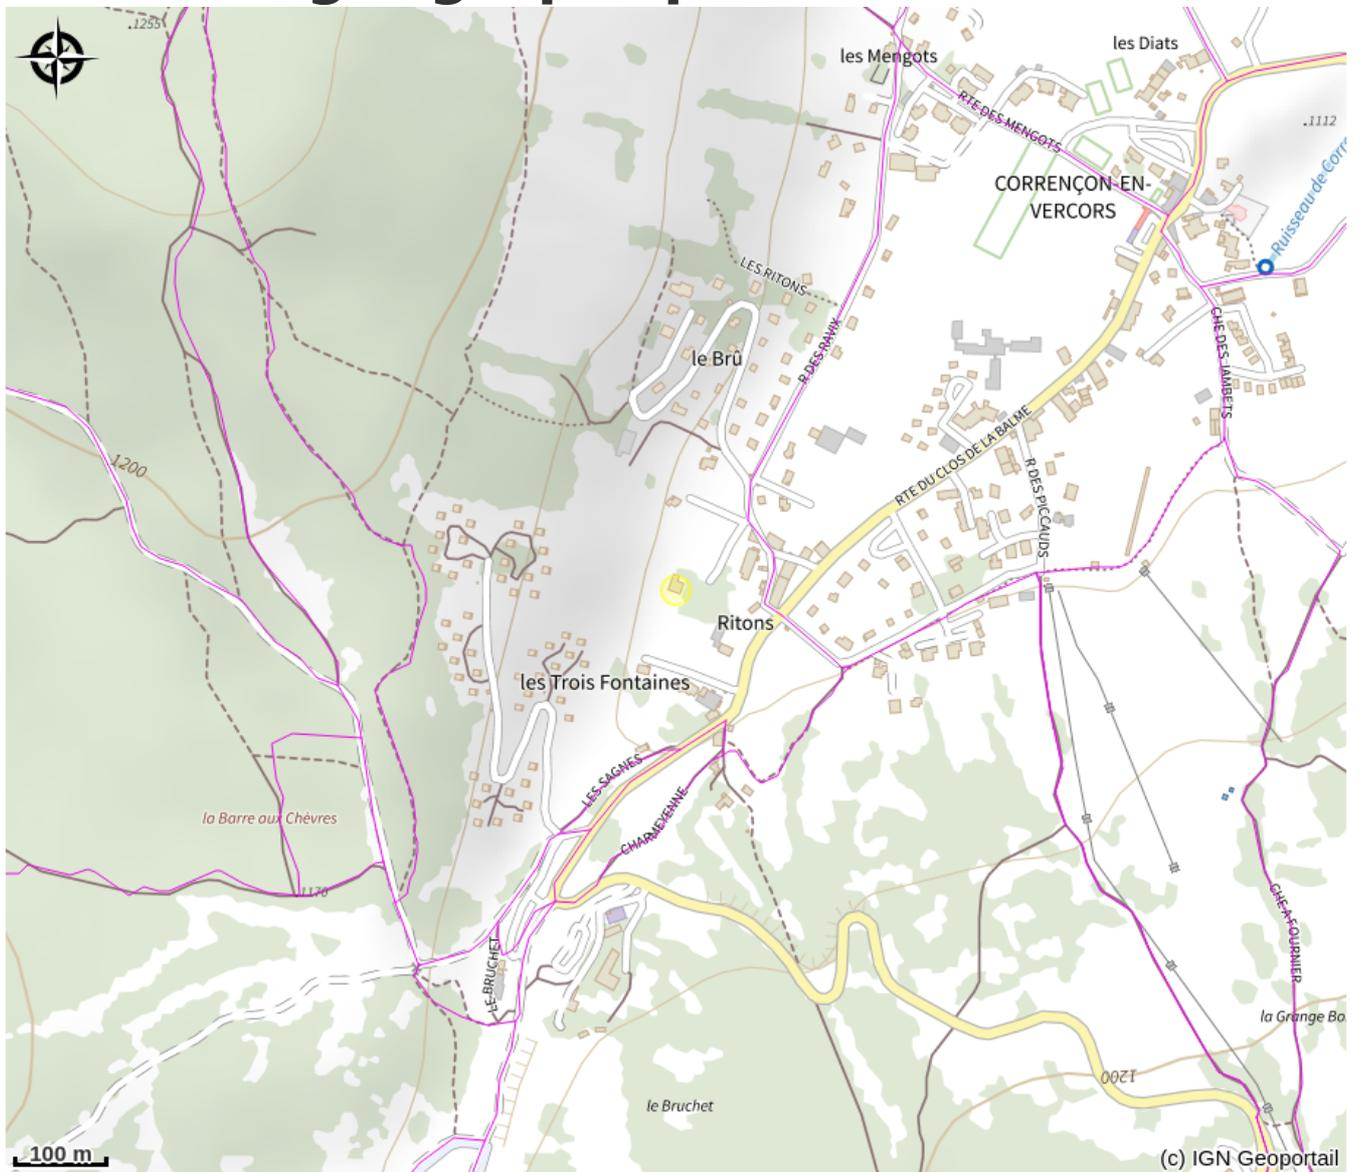 .1255
les Mengots
les Diats
RTE DES MENGOTS
.1112
CORRENÇON-EN-
VERCORS
Ruisseau de Corre
LES RITONS
R DES RAVIX
le Brû
CHE DES JAMBETS
1200
RTE DU CLOS DE LA BALME
R DES PICCAUDS
Ritons
les Trois Fontaines
LES SAGNES
CHARMEYENNE
la Barre aux Chèvres
1170
LE BRUCHET
CHE A FOURNIER
la Grange Bo
1200
le Bruchet
100 m
(c) IGN Geoportail